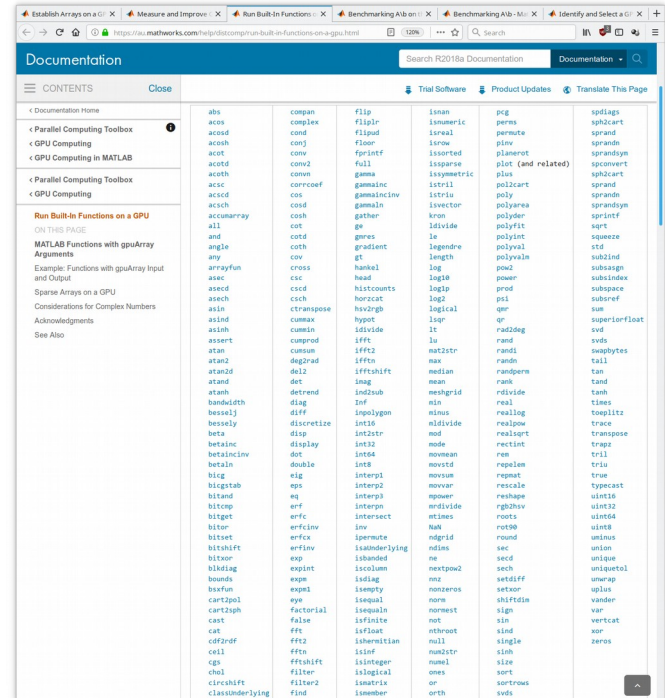 Establish Arrays on a GP
Measure and Improve
Run Built-In Functions o
Benchmarking A\b on t
Benchmarking A\b - Mat
Identify and Select a GP
https://au.mathworks.com/help/distcomp/run-built-in-functions-on-a-gpu.html
120%
Search
Documentation
Search R2018a Documentation
Documentation
CONTENTS
Close
Trial Software
Product Updates
Translate This Page
< Documentation Home
< Parallel Computing Toolbox
< GPU Computing
< GPU Computing in MATLAB
< Parallel Computing Toolbox
< GPU Computing
Run Built-In Functions on a GPU
ON THIS PAGE
MATLAB Functions with gpuArray
Arguments
Example: Functions with gpuArray Input
and Output
Sparse Arrays on a GPU
Considerations for Complex Numbers
Acknowledgments
See Also
abs
acos
acosd
acosh
acot
acotd
acoth
acsc
acscd
acsch
accumarray
all
and
angle
any
arrayfun
asec
asecd
asech
asin
asind
asinh
assert
atan
atan2
atan2d
atand
atanh
bandwidth
besselj
bessely
beta
betainc
betaincinv
betaln
bicg
bicgstab
bitand
bitcmp
bitget
bitor
bitset
bitshift
bitxor
blkdiag
bounds
bsxfun
cart2pol
cart2sph
cast
cat
cdf2rdf
ceil
cgs
chol
circshift
classUnderlying
compan
complex
cond
conj
conv
conv2
convn
corrcoef
cos
cosd
cosh
cot
cotd
coth
cov
cross
csc
cscd
csch
ctranspose
cummax
cummin
cumprod
cumsum
deg2rad
del2
det
detrend
diag
diff
discretize
disp
display
dot
double
eig
eps
eq
erf
erfc
erfcinv
erfcx
erfinv
exp
expint
expm
expm1
eye
factorial
false
fft
fft2
fftn
fftshift
filter
filter2
find
flip
fliplr
flipud
floor
fprintf
full
gamma
gammainc
gammaincinv
gammaln
gather
ge
gmres
gradient
gt
hankel
head
histcounts
horzcat
hsv2rgb
hypot
idivide
ifft
ifft2
ifftn
ifftshift
imag
ind2sub
Inf
inpolygon
int16
int2str
int32
int64
int8
interp1
interp2
interp3
interpn
intersect
inv
ipermute
isaUnderlying
isbanded
iscolumn
isdiag
isempty
isequal
isequaln
isfinite
isfloat
ishermitian
isinf
isinteger
islogical
ismatrix
ismember
isnan
isnumeric
isreal
isrow
issorted
issparse
issymmetric
istril
istriu
isvector
kron
ldivide
le
legendre
length
log
log10
log1p
log2
logical
lsqr
lt
lu
mat2str
max
median
mean
meshgrid
min
minus
mldivide
mod
mode
movmean
movstd
movsum
movvar
mpower
mrdivide
mtimes
NaN
ndgrid
ndims
ne
nextpow2
nnz
nonzeros
norm
normest
not
nthroot
null
num2str
numel
ones
or
orth
pcg
perms
permute
pinv
planerot
plot (and related)
plus
pol2cart
poly
polyarea
polyder
polyfit
polyint
polyval
polyvalm
pow2
power
prod
psi
qmr
qr
rad2deg
rand
randi
randn
randperm
rank
rdivide
real
reallog
realpow
realsqrt
rectint
rem
repelem
repmat
rescale
reshape
rgb2hsv
roots
rot90
round
sec
secd
sech
setdiff
setxor
shiftdim
sign
sin
sind
single
sinh
size
sort
sortrows
svds
spdiags
sph2cart
sprand
sprandn
sprandsym
spconvert
sph2cart
sprand
sprandn
sprandsym
sprintf
sqrt
squeeze
std
sub2ind
subsasgn
subsindex
subspace
subsref
sum
superiorfloat
svd
svds
swapbytes
tail
tan
tand
tanh
times
toeplitz
trace
transpose
trapz
tril
triu
true
typecast
uint16
uint32
uint64
uint8
uminus
union
unique
uniquetol
unwrap
uplus
vander
var
vertcat
xor
zeros